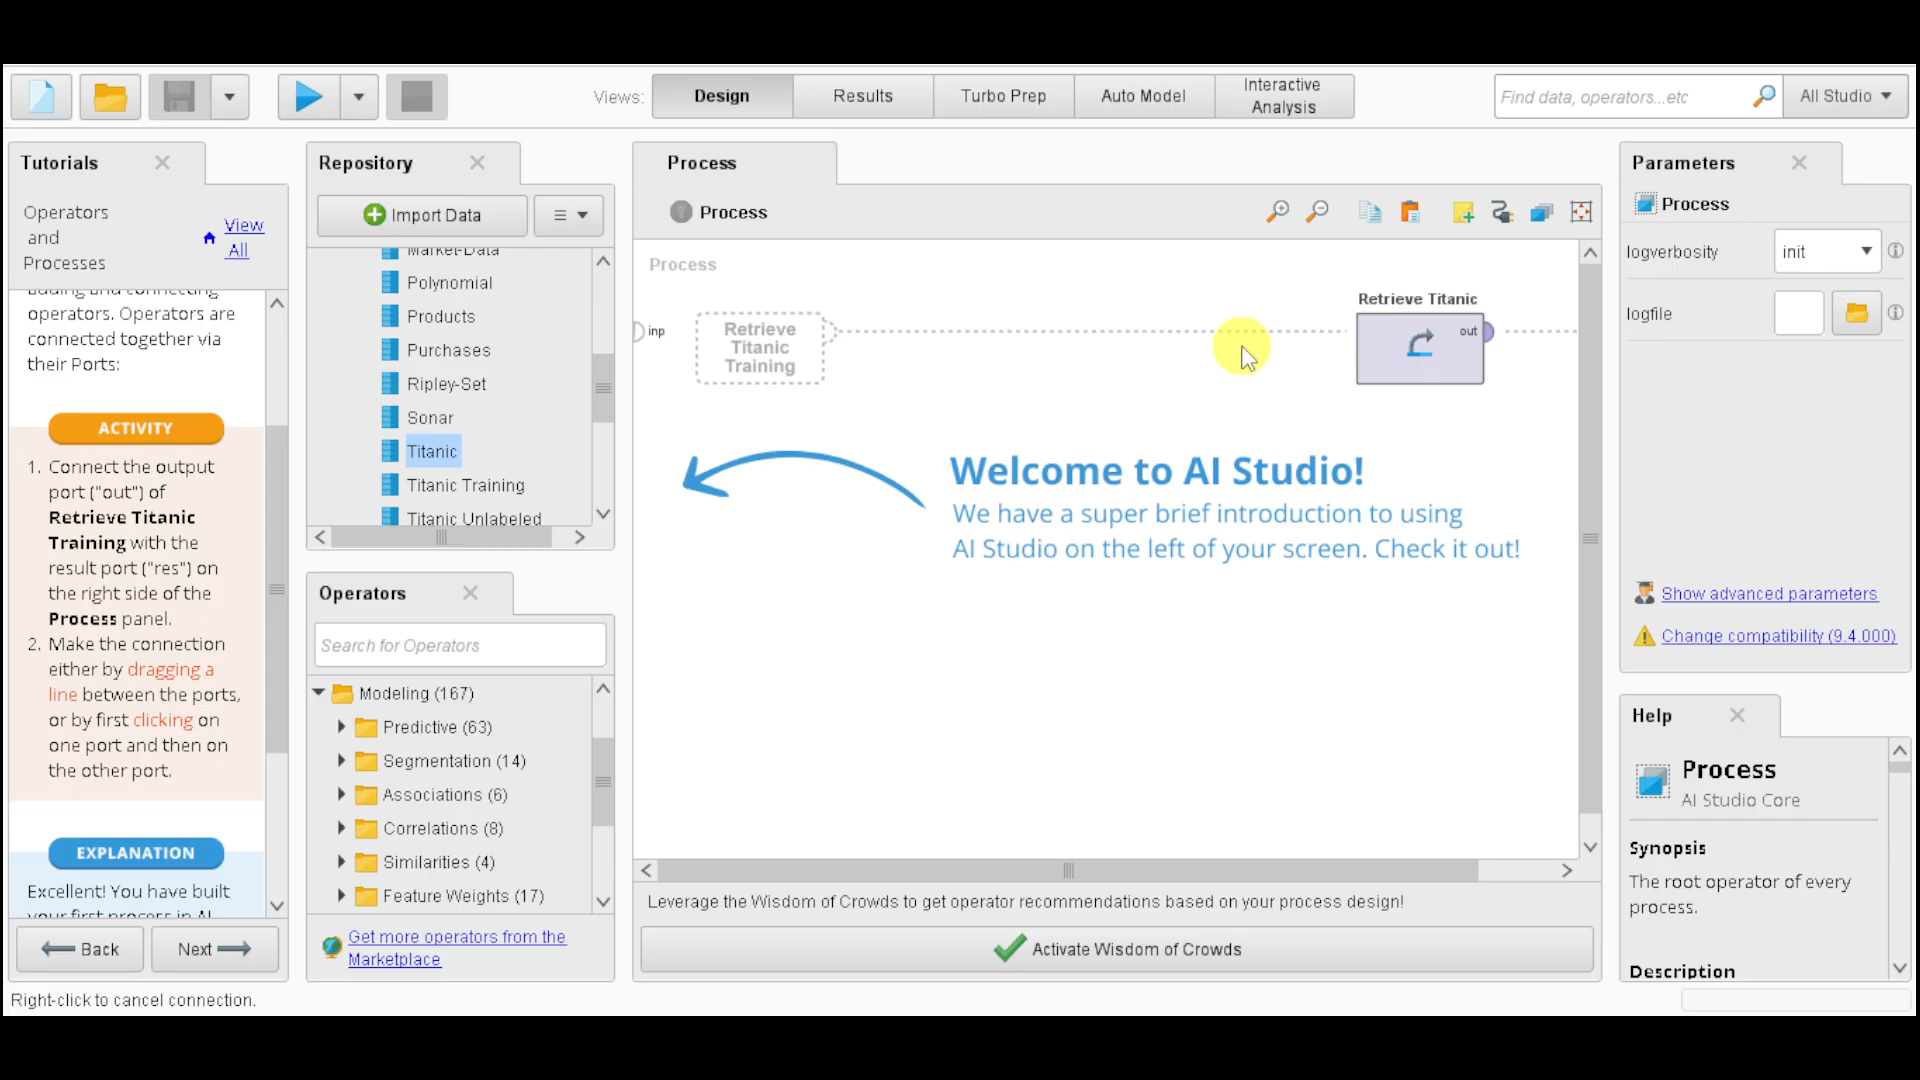 Views:
Design
Results
Turbo Prep
Auto Model
Interactive
Analysis
Find data, operators...etc
All Studio
Tutorials
Operators
and
Processes
View
All
operators. Operators are
connected together via
their Ports:
ACTIVITY
1. Connect the output
port ("out") of
Retrieve Titanic
Training with the
result port ("res") on
the right side of the
Process panel.
2. Make the connection
either by dragging a
line between the ports,
or by first clicking on
one port and then on
the other port.
EXPLANATION
Excellent! You have built
your first process in AI
Back
Next
Right-click to cancel connection.
Repository
Import Data
Market-Data
Polynomial
Products
Purchases
Ripley-Set
Sonar
Titanic
Titanic Training
Titanic Unlabeled
Operators
Search for Operators
Modeling (167)
Predictive (63)
Segmentation (14)
Associations (6)
Correlations (8)
Similarities (4)
Feature Weights (17)
Get more operators from the
Marketplace
Process
Process
Process
inp
Retrieve
Titanic
Training
Retrieve Titanic
out
Welcome to AI Studio!
We have a super brief introduction to using
AI Studio on the left of your screen. Check it out!
Leverage the Wisdom of Crowds to get operator recommendations based on your process design!
Activate Wisdom of Crowds
Parameters
Process
logverbosity
init
logfile
Show advanced parameters
Change compatibility (9.4.000)
Help
Process
AI Studio Core
Synopsis
The root operator of every
process.
Description